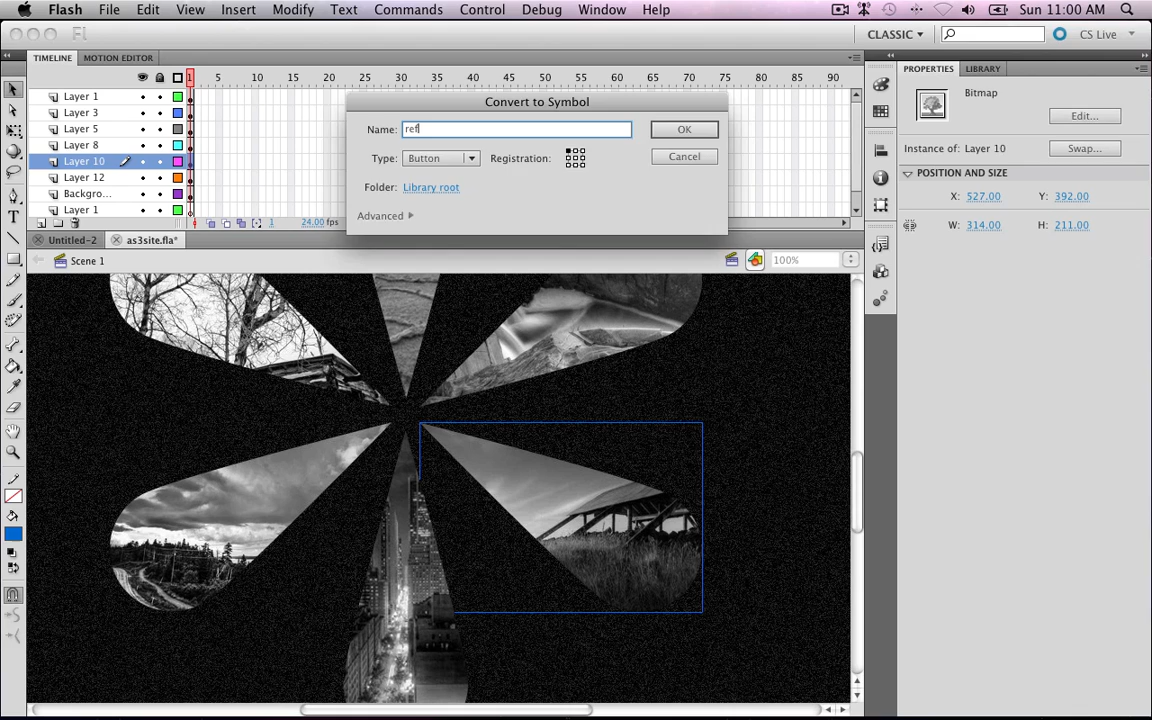 Flash File Edit View Insert Modify Text Commands Control Debug Window Help Sun 11:00 AM
Fl CLASSIC CS Live
TIMELINE MOTION EDITOR
1 5 10 15 20 25 30 35 40 45 50 55 60 65 70 75 80 85 90
Layer 1
Layer 3
Layer 5
Layer 8
Layer 10
Layer 12
Backgro...
Layer 1
1 24.00 fps
Convert to Symbol
Name: ref
OK
Type: Button Registration:
Cancel
Folder: Library root
Advanced
Untitled-2 as3site.fla*
Scene 1 100%
PROPERTIES LIBRARY
Bitmap
Edit...
Instance of: Layer 10 Swap...
POSITION AND SIZE
X: 527.00 Y: 392.00
W: 314.00 H: 211.00